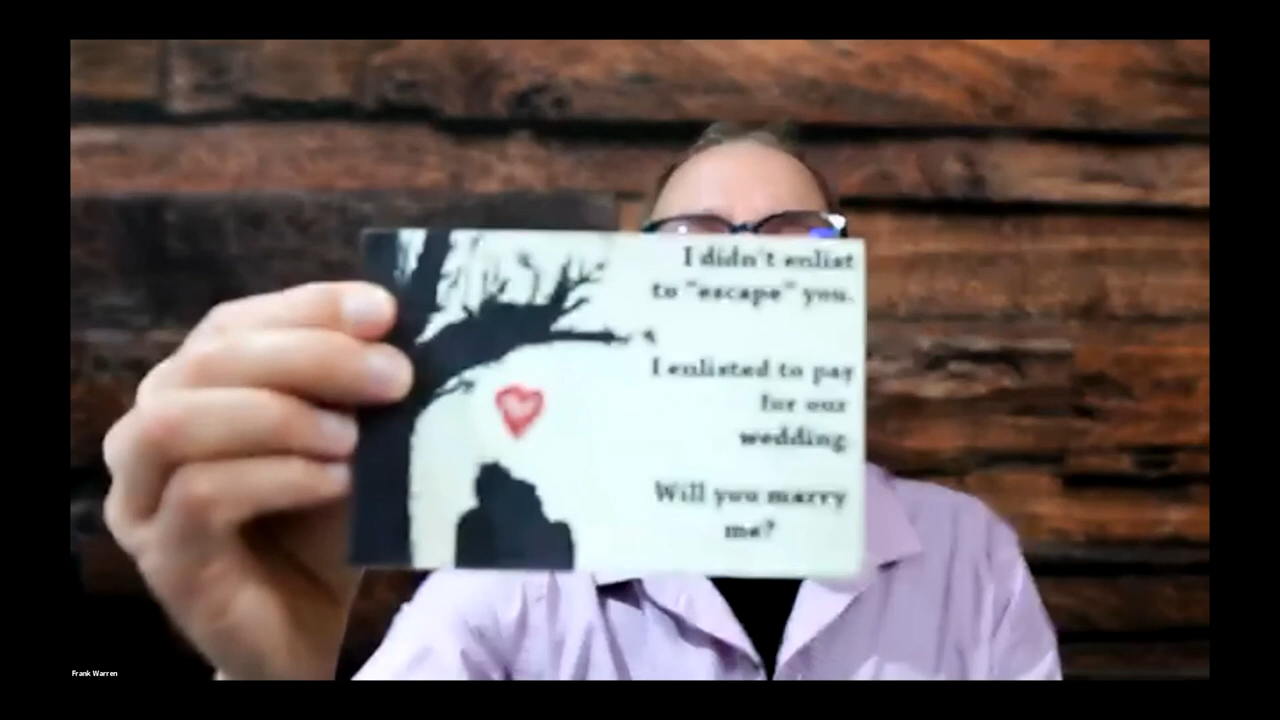 I didn't enlist
to "escape" you.
I enlisted to pay
for our
wedding
Will you marry
me?
Frank Warren